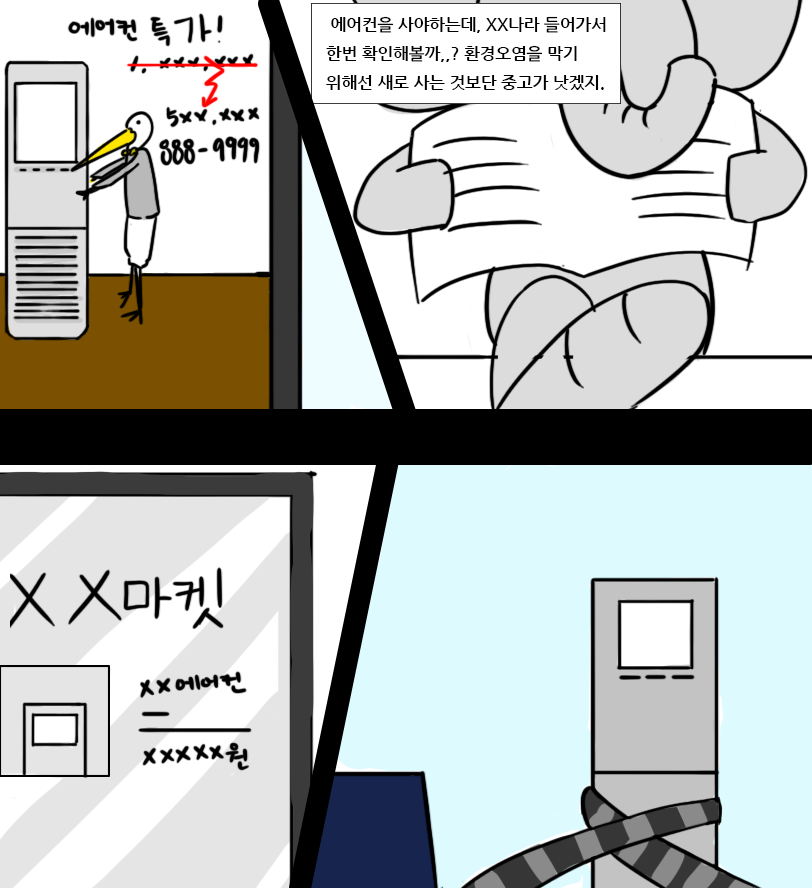 에어컨 특가!
1,xxx,xxx
5xx,xxx
888-9999
에어컨을 사야하는데, XX나라 들어가서
한번 확인해볼까,,? 환경오염을 막기
위해선 새로 사는 것보단 중고가 낫겠지.
XX마켓
xx에어컨
xxxxx원